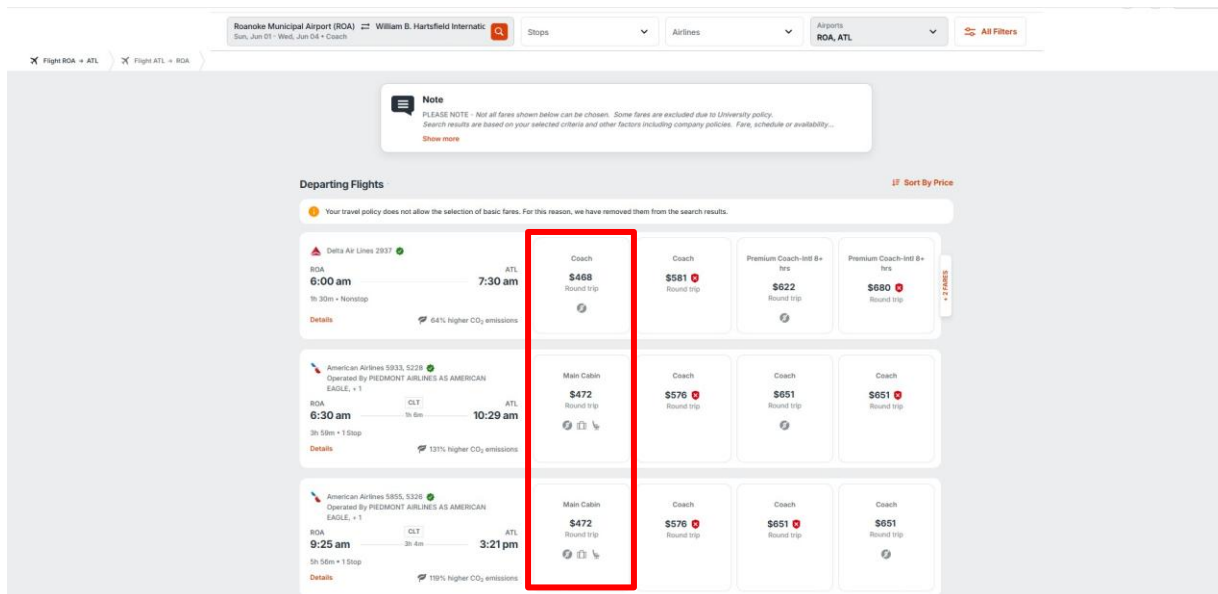 Roanoke Municipal Airport (ROA) ⇄ William B. Hartsfield Internatic
Sun, Jun 01 - Wed, Jun 04 • Coach
Stops
Airlines
Airports
ROA, ATL
All Filters
Flight ROA → ATL
Flight ATL → ROA
Note
PLEASE NOTE - Not all fares shown below can be chosen. Some fares are excluded due to University policy.
Search results are based on your selected criteria and other factors including company policies. Fare, schedule or availability...
Show more
Departing Flights
Sort By Price
Your travel policy does not allow the selection of basic fares. For this reason, we have removed them from the search results.
Delta Air Lines 2937
ROA ATL
6:00 am 7:30 am
1h 30m • Nonstop
Details 64% higher CO₂ emissions
Coach
$468
Round trip
Coach
$581
Round trip
Premium Coach-Intl 8+
hrs
$622
Round trip
Premium Coach-Intl 8+
hrs
$680
Round trip
+ 2 FARES
American Airlines 5933, 5228
Operated By PIEDMONT AIRLINES AS AMERICAN
EAGLE, + 1
ROA CLT ATL
6:30 am 1h 6m 10:29 am
3h 59m • 1 Stop
Details 131% higher CO₂ emissions
Main Cabin
$472
Round trip
Coach
$576
Round trip
Coach
$651
Round trip
Coach
$651
Round trip
American Airlines 5855, 5326
Operated By PIEDMONT AIRLINES AS AMERICAN
EAGLE, + 1
ROA CLT ATL
9:25 am 3h 4m 3:21 pm
5h 56m • 1 Stop
Details 119% higher CO₂ emissions
Main Cabin
$472
Round trip
Coach
$576
Round trip
Coach
$651
Round trip
Coach
$651
Round trip